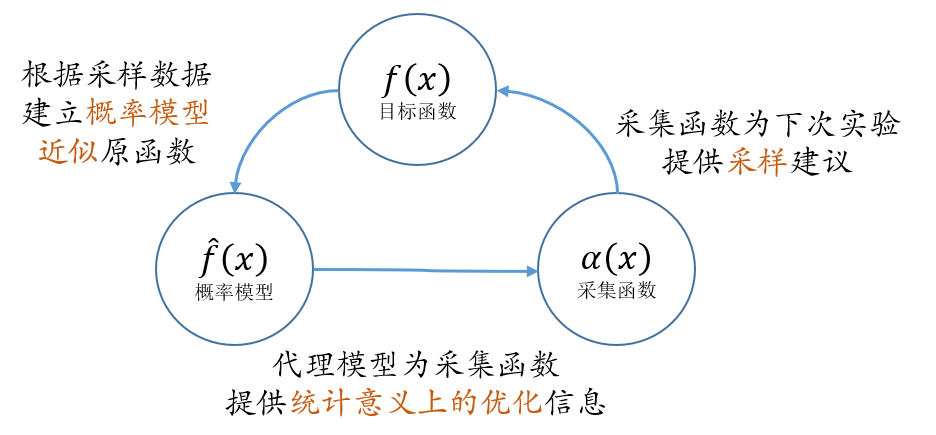 f(x)
目标函数
根据采样数据
建立概率模型
近似原函数
采集函数为下次实验
提供采样建议
f̂(x)
概率模型
α(x)
采集函数
代理模型为采集函数
提供统计意义上的优化信息